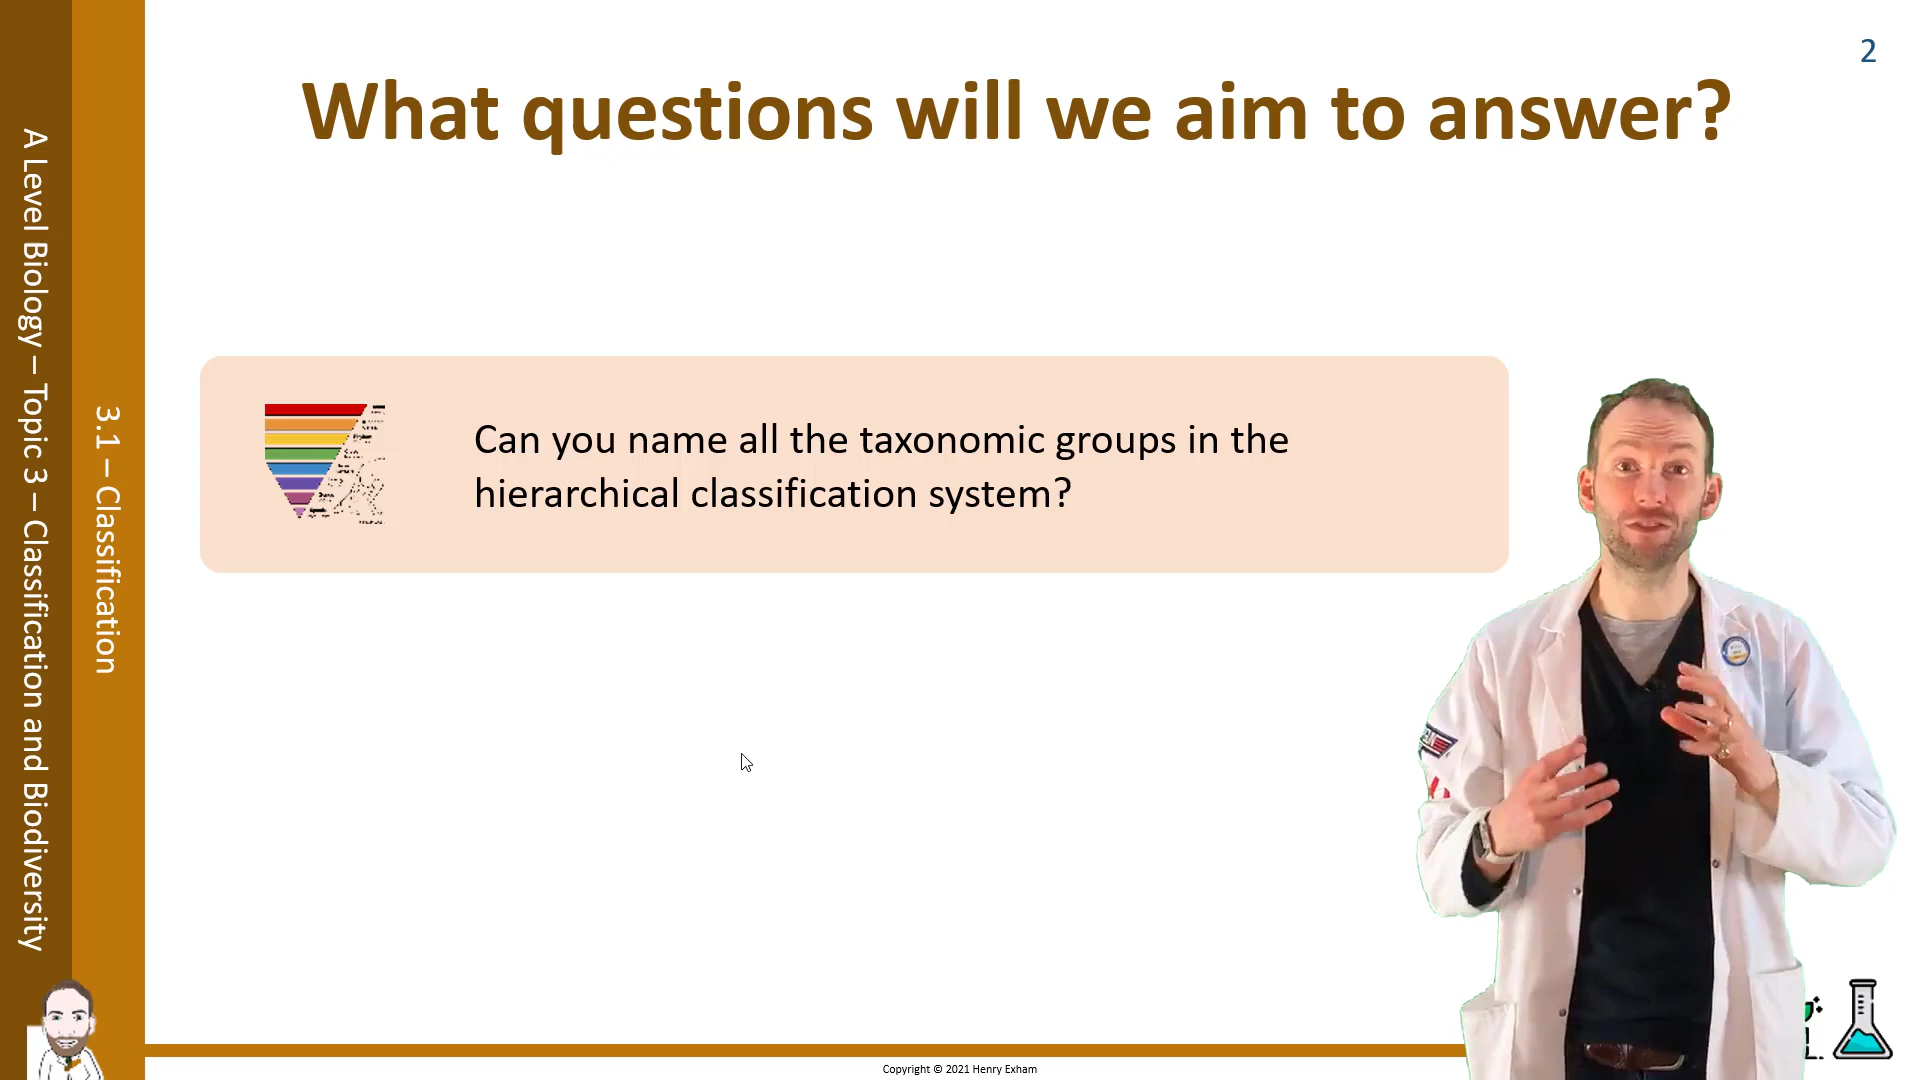 2
What questions will we aim to answer?
A Level Biology – Topic 3 – Classification and Biodiversity
3.1 – Classification
Can you name all the taxonomic groups in the
hierarchical classification system?
Copyright © 2021 Henry Exham